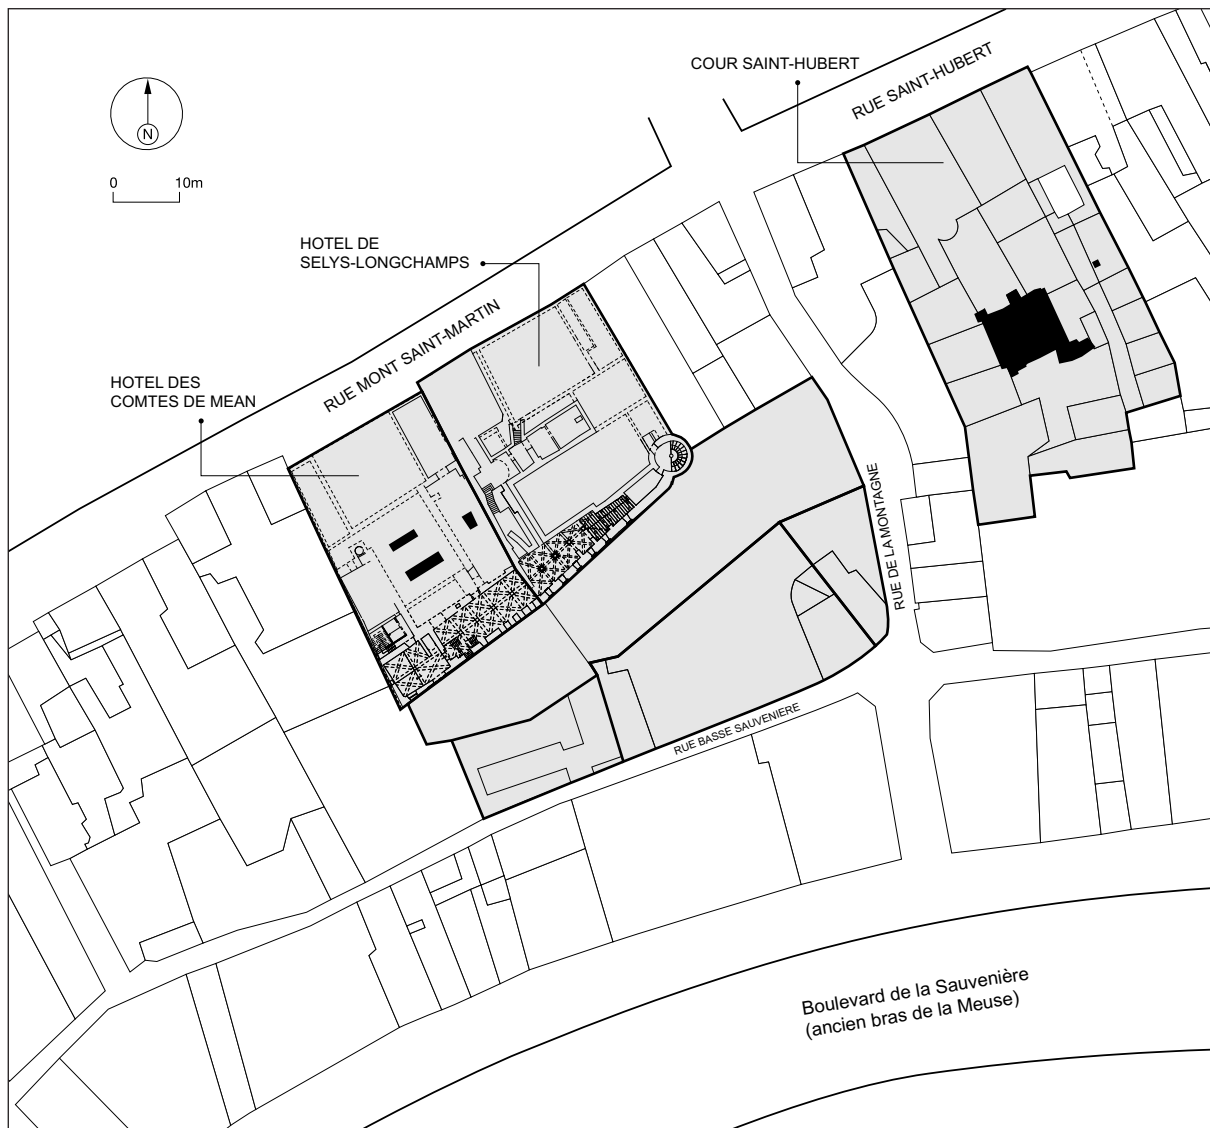 COUR SAINT-HUBERT
RUE SAINT-HUBERT
N
0 10m
HOTEL DE
SELYS-LONGCHAMPS
RUE MONT SAINT-MARTIN
HOTEL DES
COMTES DE MEAN
RUE DE LA MONTAGNE
RUE BASSE SAUVENIERE
Boulevard de la Sauvenière
(ancien bras de la Meuse)